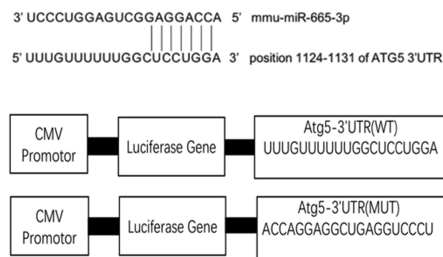 3' UCCCUGGAGUCGGAGGACCA 5' mmu-miR-665-3p
5' UUUGUUUUUUGGCUCCUGGA 3' position 1124-1131 of ATG5 3'UTR
CMV Promotor
Luciferase Gene
Atg5-3'UTR(WT)
UUUGUUUUUUGGCUCCUGGA
CMV Promotor
Luciferase Gene
Atg5-3'UTR(MUT)
ACCAGGAGGCUGAGGUCCCU